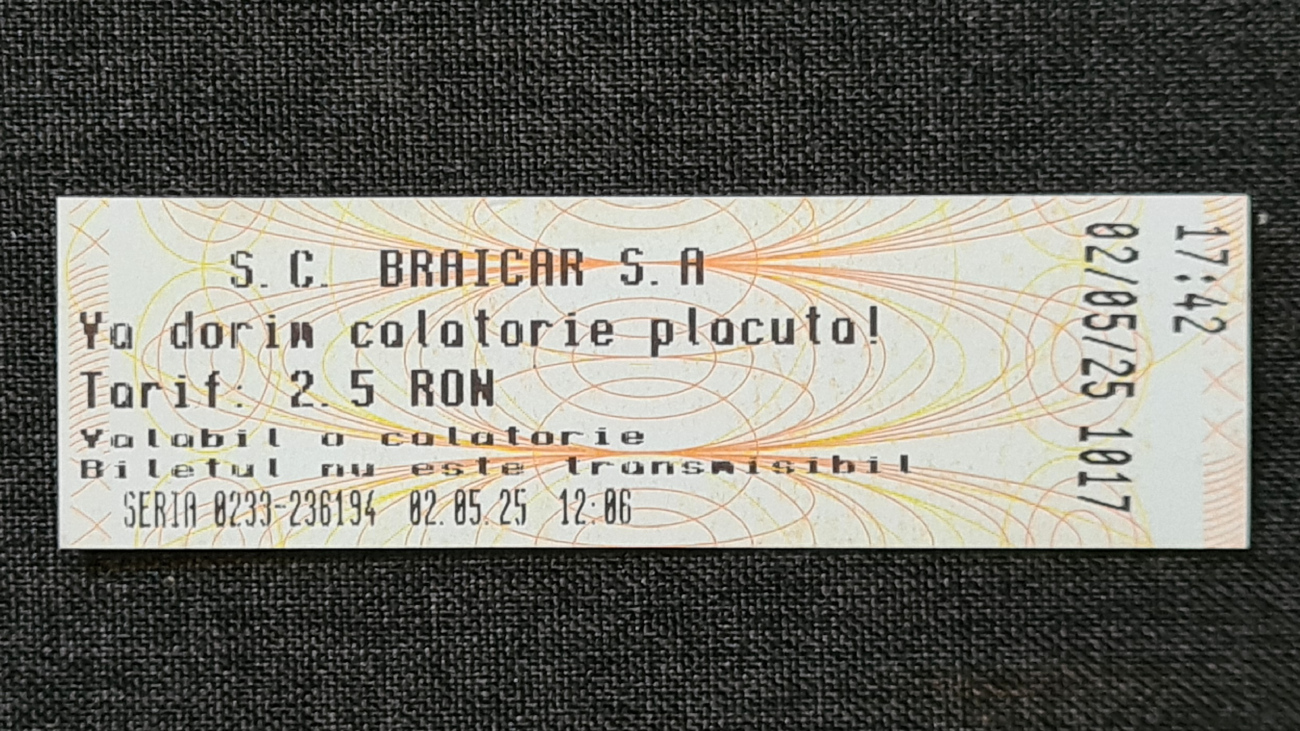 S.C. BRAICAR S.A
Va dorim calatorie placuta!
Tarif: 2.5 RON
Valabil o calatorie
Biletul nu este transmisibil
SERIA 0233-236194 02.05.25 12:06
17:42
02/05/25 1017